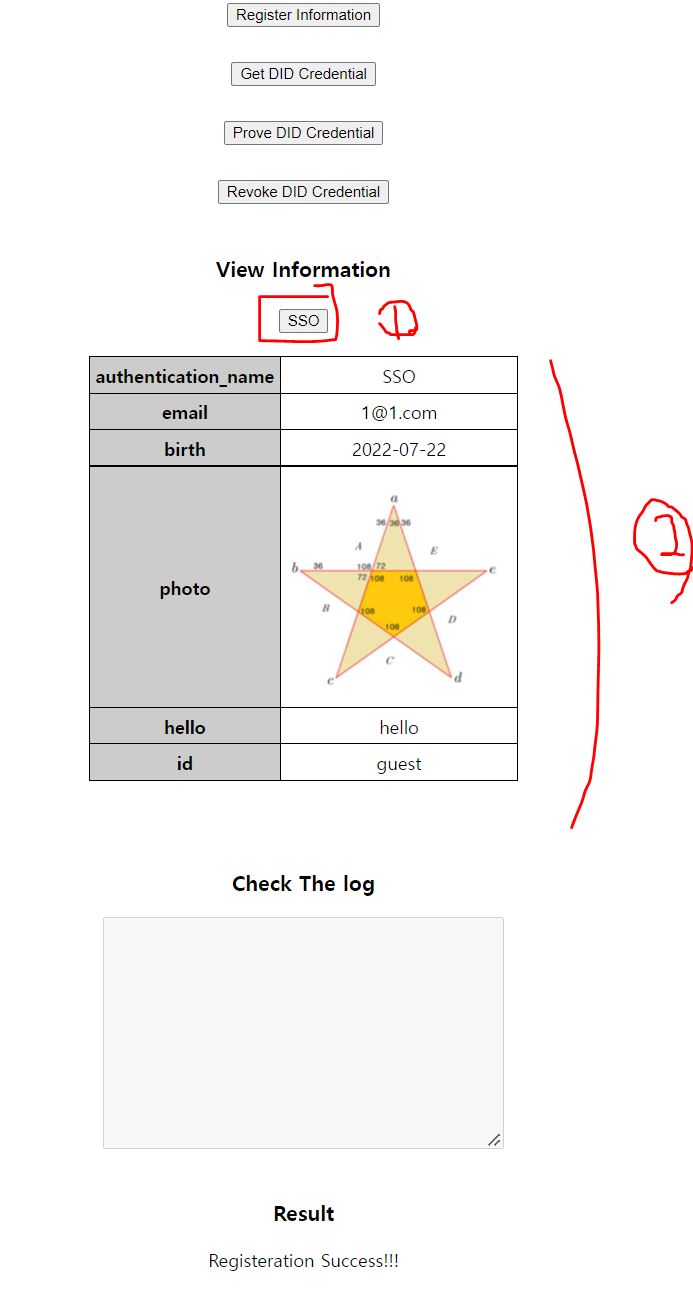 Register Information
Get DID Credential
Prove DID Credential
Revoke DID Credential
View Information
SSO 1
authentication_name SSO
email 1@1.com
birth 2022-07-22
a
36 36 36
A E
b 36 108 72 e
72 108 108
B 108 108 D
108
C
c d
photo
2
hello hello
id guest
Check The log
Result
Registeration Success!!!